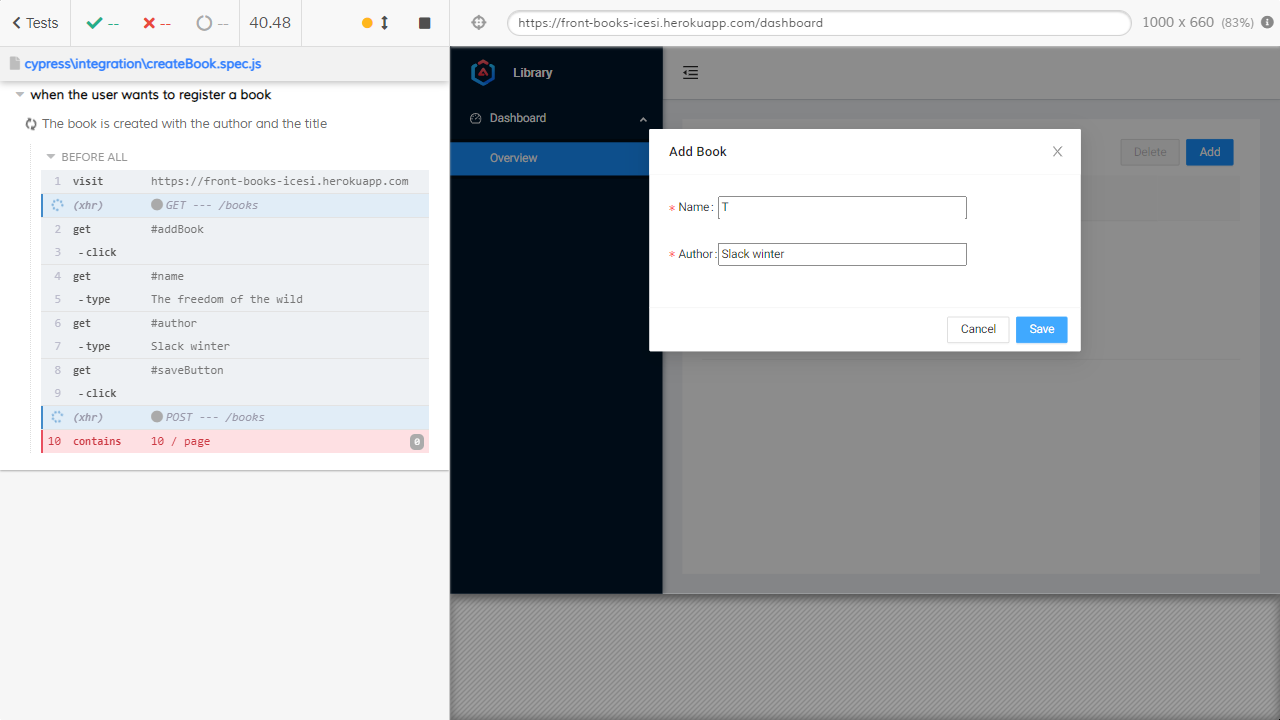 Tests
--
--
--
40.48
https://front-books-icesi.herokuapp.com/dashboard
1000 x 660 (83%)
cypress\integration\createBook.spec.js
when the user wants to register a book
The book is created with the author and the title
BEFORE ALL
1 visit https://front-books-icesi.herokuapp.com
(xhr) GET --- /books
2 get #addBook
3 -click
4 get #name
5 -type The freedom of the wild
6 get #author
7 -type Slack winter
8 get #saveButton
9 -click
(xhr) POST --- /books
10 contains 10 / page 0
Library
Dashboard
Overview
Delete
Add
Add Book
* Name: T
* Author: Slack winter
Cancel
Save